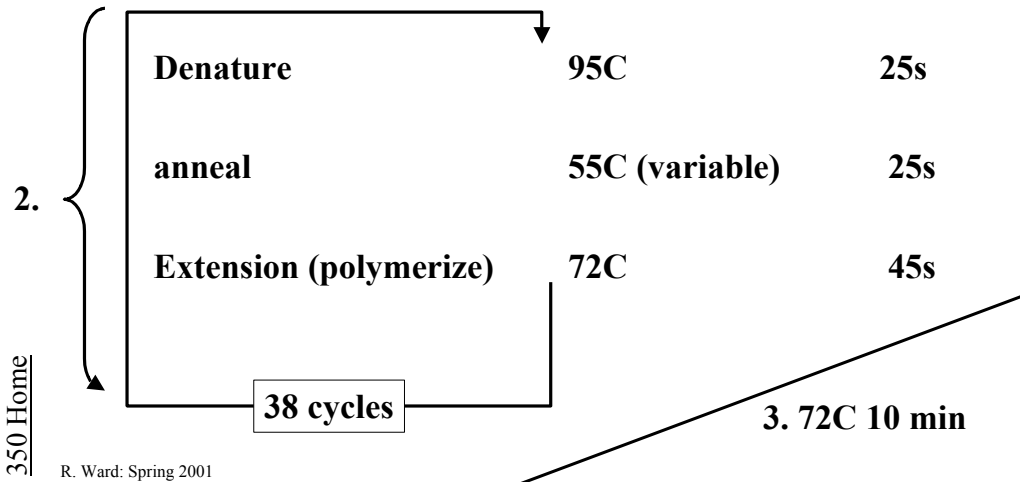 Denature 95C 25s
anneal 55C (variable) 25s
2.
Extension (polymerize) 72C 45s
38 cycles
3. 72C 10 min
350 Home
R. Ward: Spring 2001